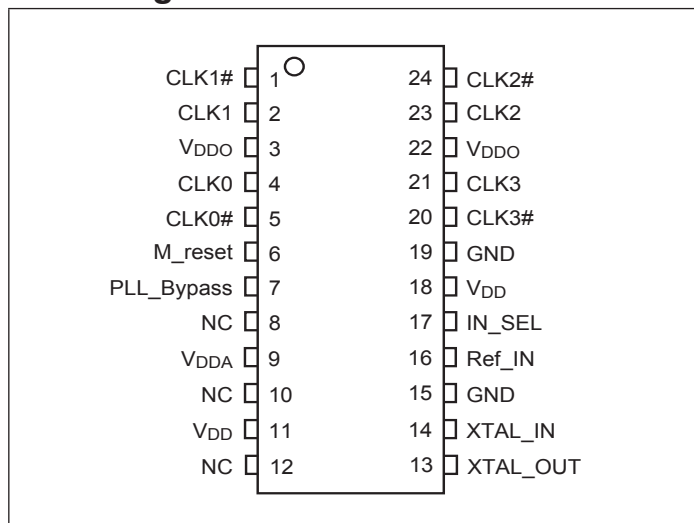 CLK1# 1 24 CLK2#
CLK1 2 23 CLK2
VDDO 3 22 VDDO
CLK0 4 21 CLK3
CLK0# 5 20 CLK3#
M_reset 6 19 GND
PLL_Bypass 7 18 VDD
NC 8 17 IN_SEL
VDDA 9 16 Ref_IN
NC 10 15 GND
VDD 11 14 XTAL_IN
NC 12 13 XTAL_OUT